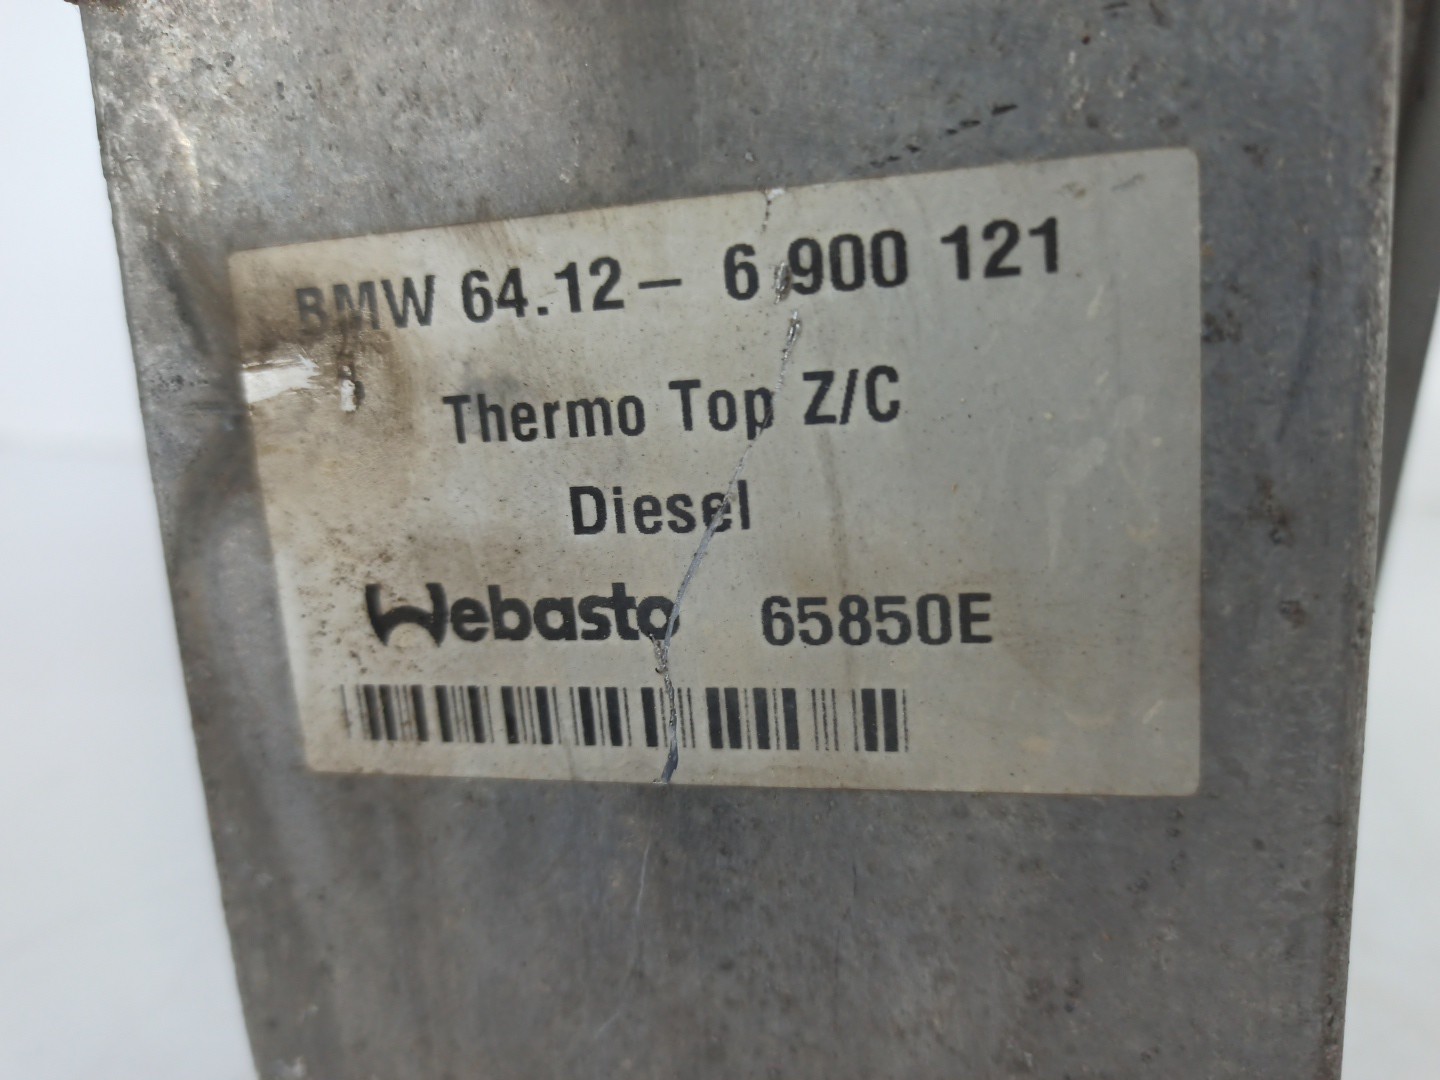 BMW 64.12- 6 900 121
Thermo Top Z/C
Diesel
Webasto 65850E